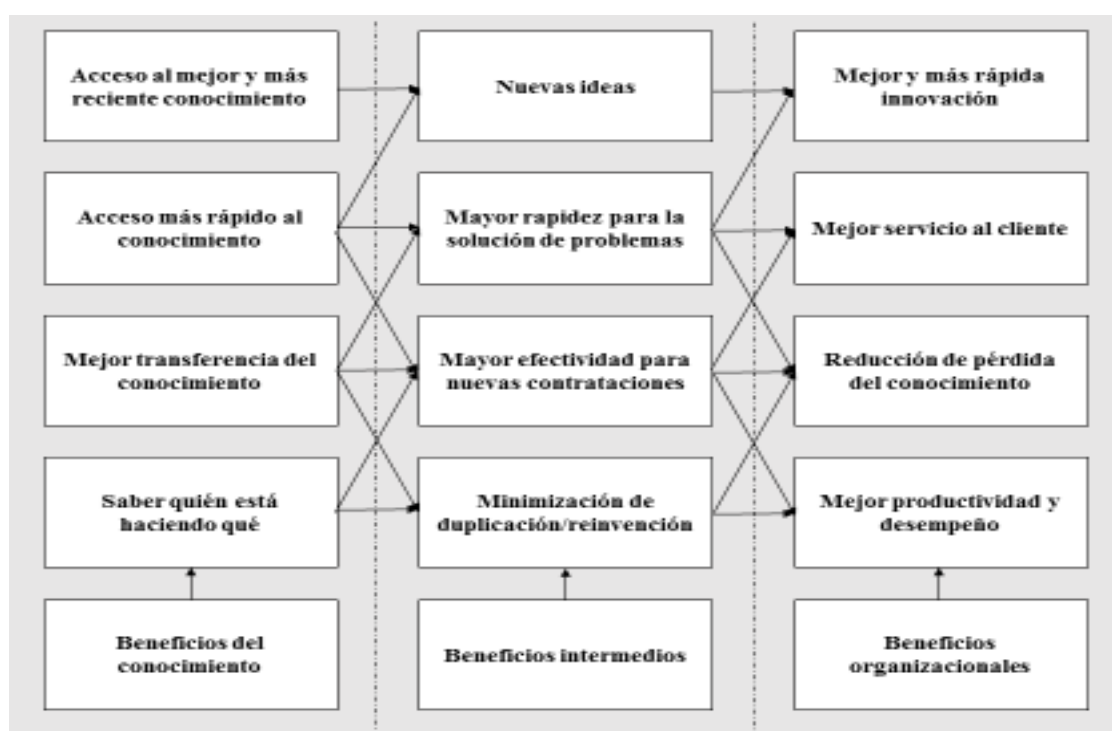 Acceso al mejor y más
reciente conocimiento
Nuevas ideas
Mejor y más rápida
innovación
Acceso más rápido al
conocimiento
Mayor rapidez para la
solución de problemas
Mejor servicio al cliente
Mejor transferencia del
conocimiento
Mayor efectividad para
nuevas contrataciones
Reducción de pérdida
del conocimiento
Saber quién está
haciendo qué
Minimización de
duplicación/reinvención
Mejor productividad y
desempeño
Beneficios del
conocimiento
Beneficios intermedios
Beneficios
organizacionales